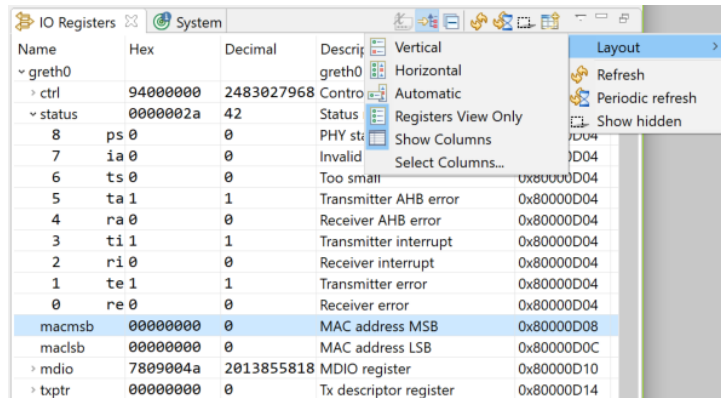 IO Registers System
Name Hex Decimal Descrip Vertical Layout
greth0 greth0 Horizontal Refresh
ctrl 94000000 2483027968 Contro Automatic Periodic refresh
status 0000002a 42 Status Registers View Only Show hidden
8 ps 0 0 PHY sta Show Columns
7 ia 0 0 Invalid Select Columns... D04
6 ts 0 0 Too small 0x80000D04
5 ta 1 1 Transmitter AHB error 0x80000D04
4 ra 0 0 Receiver AHB error 0x80000D04
3 ti 1 1 Transmitter interrupt 0x80000D04
2 ri 0 0 Receiver interrupt 0x80000D04
1 te 1 1 Transmitter error 0x80000D04
0 re 0 0 Receiver error 0x80000D04
macmsb 00000000 0 MAC address MSB 0x80000D08
maclsb 00000000 0 MAC address LSB 0x80000D0C
mdio 7809004a 2013855818 MDIO register 0x80000D10
txptr 00000000 0 Tx descriptor register 0x80000D14